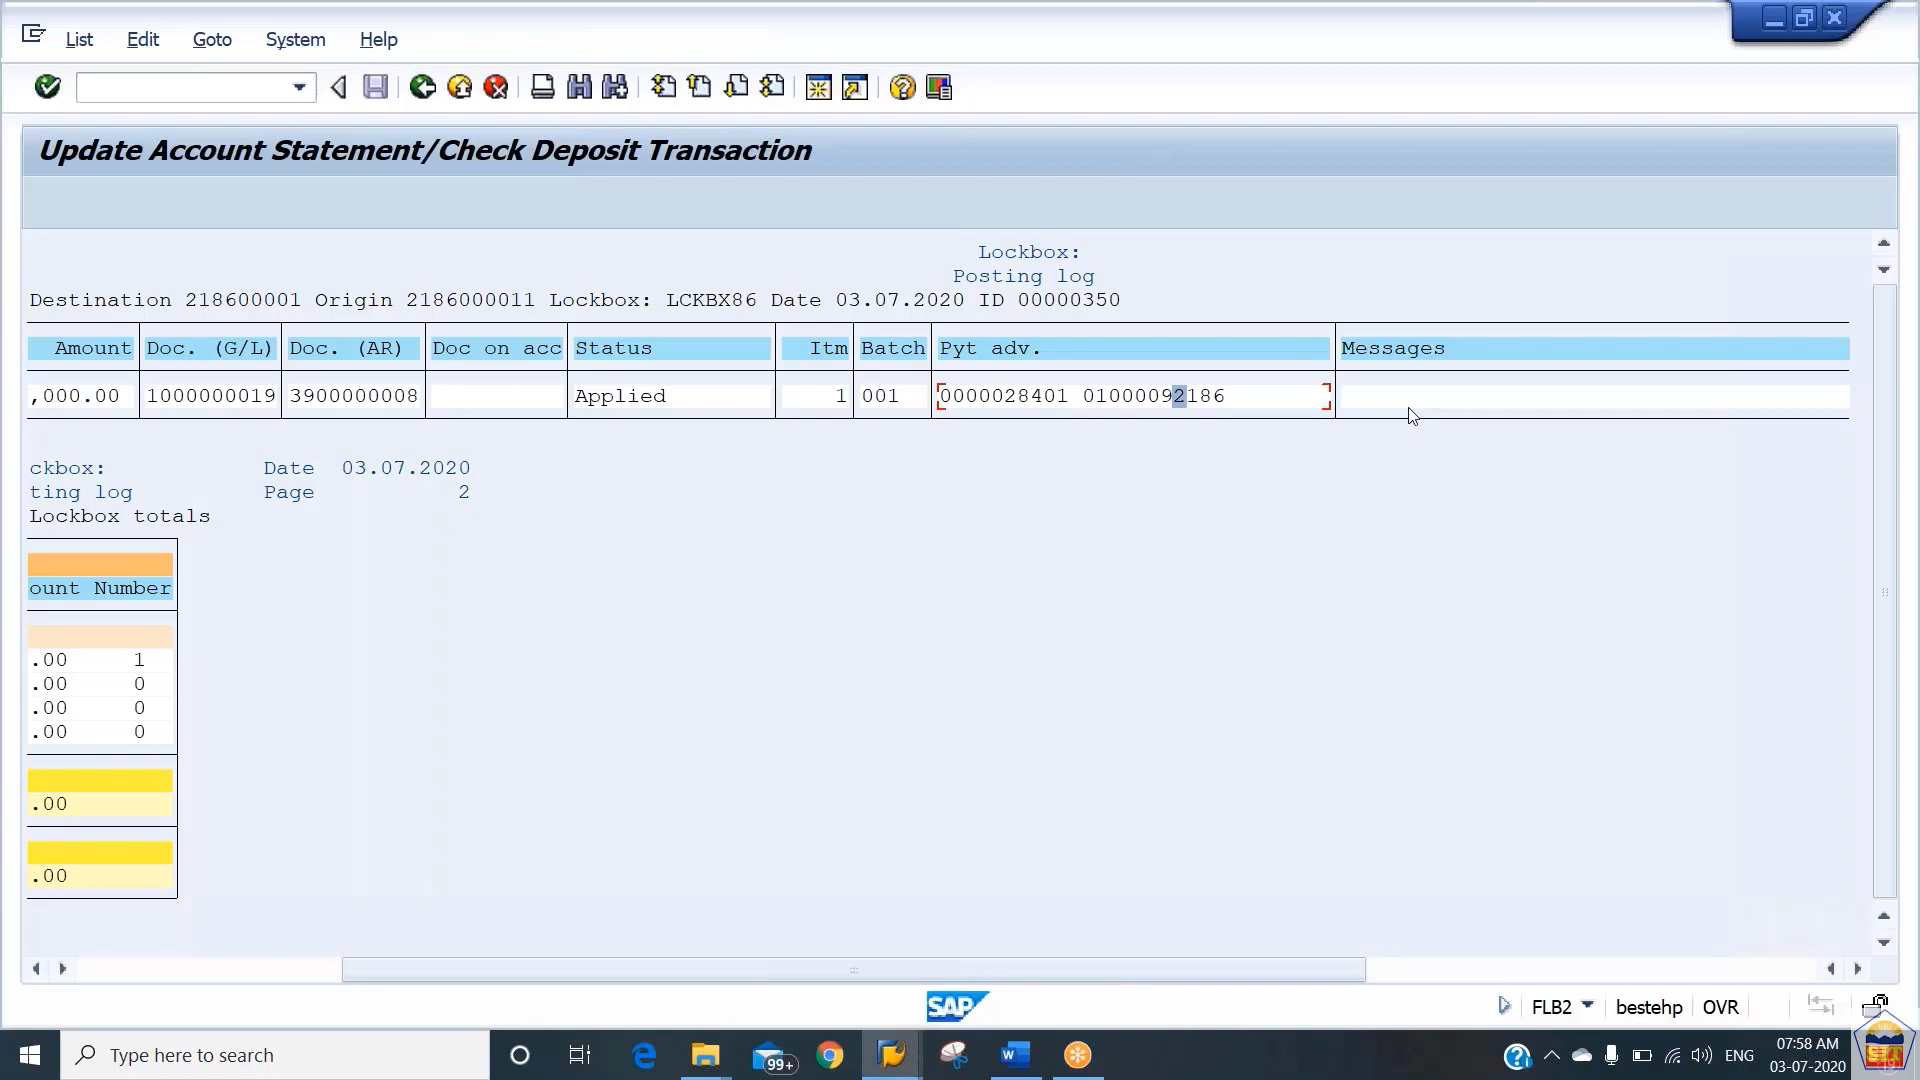 List Edit Goto System Help
Update Account Statement/Check Deposit Transaction
Lockbox:
Posting log
Destination 218600001 Origin 2186000011 Lockbox: LCKBX86 Date 03.07.2020 ID 00000350
Amount Doc. (G/L) Doc. (AR) Doc on acc Status Itm Batch Pyt adv. Messages
,000.00 1000000019 3900000008 Applied 1 001 0000028401 01000092186
ckbox: Date 03.07.2020
ting log Page 2
Lockbox totals
ount Number
.00 1
.00 0
.00 0
.00 0
.00
.00
SAP
FLB2 bestehp OVR
Type here to search
99+
ENG
07:58 AM
03-07-2020